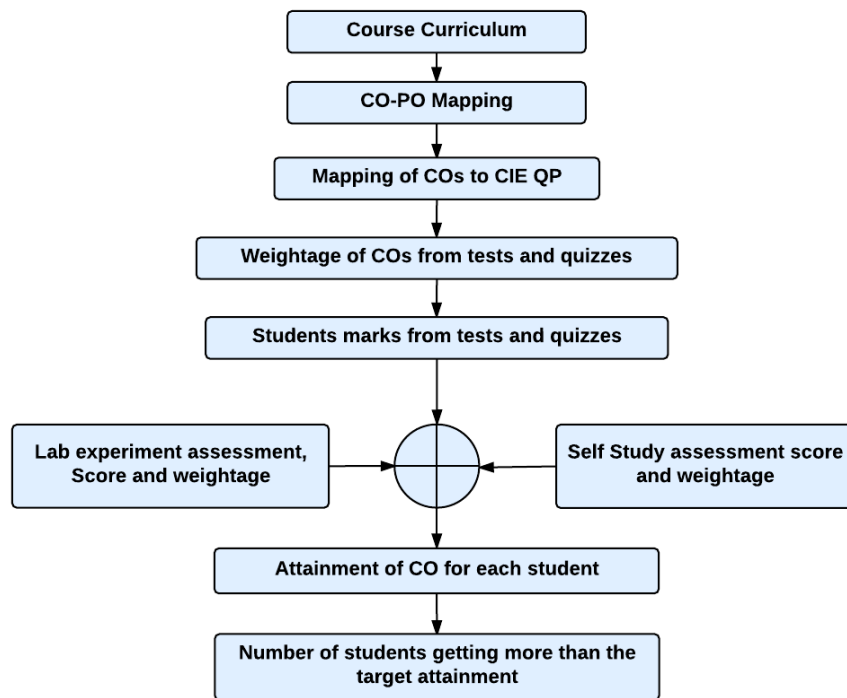 Course Curriculum
CO-PO Mapping
Mapping of COs to CIE QP
Weightage of COs from tests and quizzes
Students marks from tests and quizzes
Lab experiment assessment,
Score and weightage
Self Study assessment score
and weightage
Attainment of CO for each student
Number of students getting more than the
target attainment